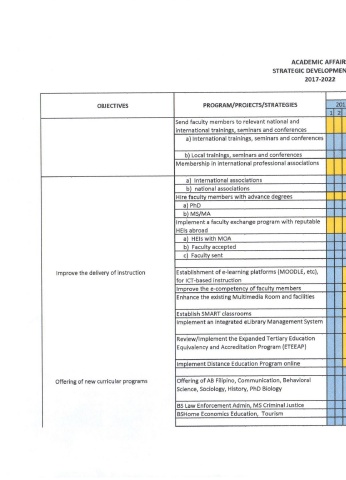 ACADEMIC AFFAIR
STRATEGIC DEVELOPMEN
2017-2022
OBJECTIVES
PROGRAM/PROJECTS/STRATEGIES
201
1 2
Send faculty members to relevant national and
international trainings, seminars and conferences
a) International trainings, seminars and conferences
b) Local trainings, seminars and conferences
Membership in international professional associations
a) International associations
b) national associations
Hire faculty members with advance degrees
a) PhD
b) MS/MA
Implement a faculty exchange program with reputable
HEIs abroad
a) HEIs with MOA
b) Faculty accepted
c) Faculty sent
Improve the delivery of instruction
Establishment of e-learning platforms (MOODLE, etc),
for ICT-based instruction
Improve the e-competency of faculty members
Enhance the existing Multimedia Room and facilities
Establish SMART classrooms
Implement an integrated eLibrary Management System
Review/Implement the Expanded Tertiary Education
Equivalency and Accreditation Program (ETEEAP)
Implement Distance Education Program online
Offering of new curricular programs
Offering of AB Filipino, Communication, Behavioral
Science, Sociology, History, PhD Biology
BS Law Enforcement Admin, MS Criminal Justice
BSHome Economics Education, Tourism